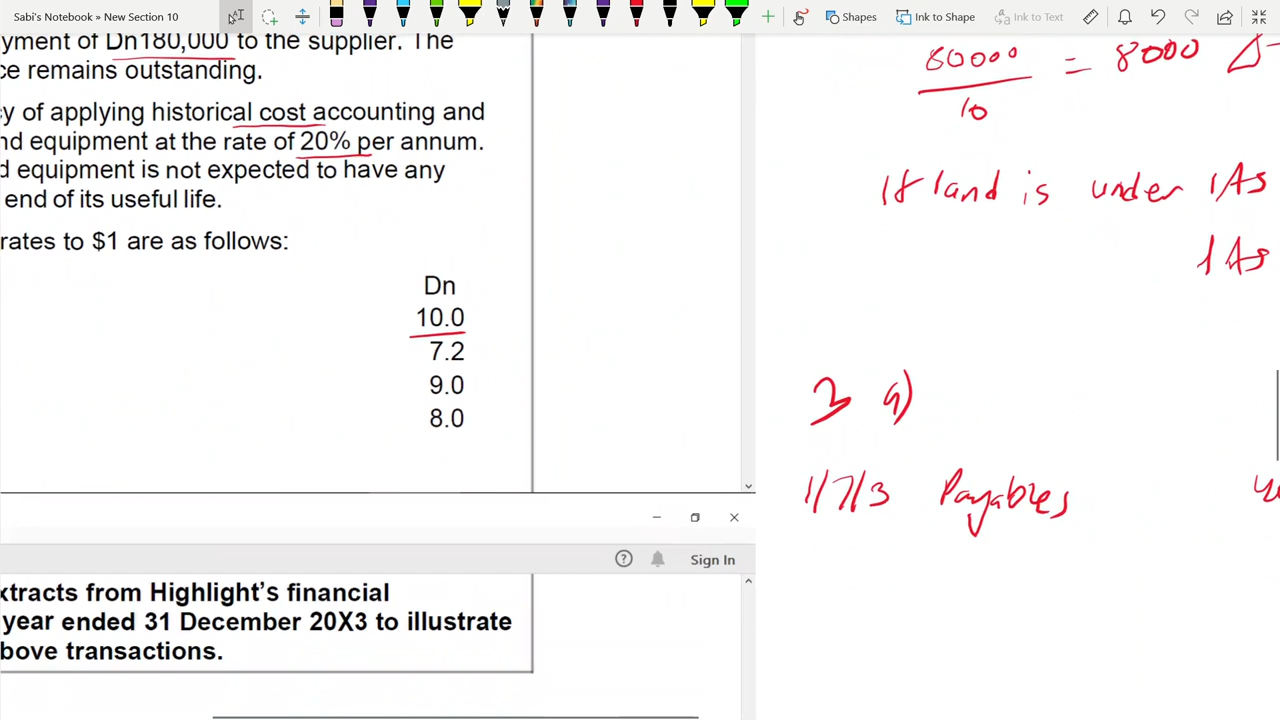 Sabi's Notebook » New Section 10
Shapes
Ink to Shape
Ink to Text
yment of Dn180,000 to the supplier. The
ce remains outstanding.
cy of applying historical cost accounting and
nd equipment at the rate of 20% per annum.
d equipment is not expected to have any
end of its useful life.
rates to $1 are as follows:
Dn
10.0
7.2
9.0
8.0
Sign In
xtracts from Highlight's financial
year ended 31 December 20X3 to illustrate
bove transactions.
80000
= 8000
10
If land is under IAS
IAS
3 a)
1/7/3 Payables